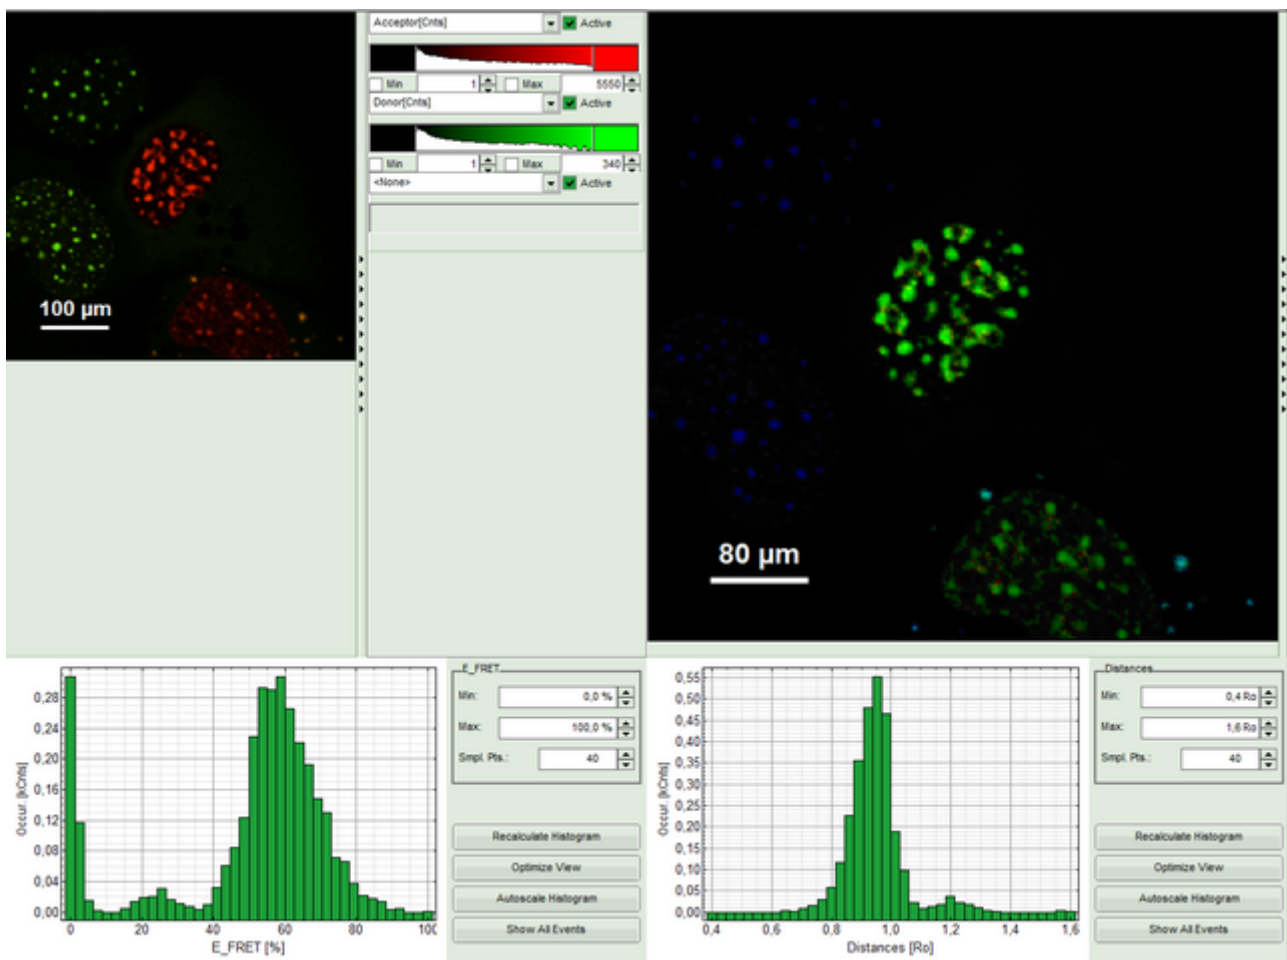 Acceptor[Cnts]
Active
Min
1
Max
5550
Donor[Cnts]
Active
Min
1
Max
340
<None>
Active
100 µm
80 µm
0,28
0,24
0,20
0,16
0,12
0,08
0,04
0,00
Occur. [kCnts]
0
20
40
60
80
100
E_FRET [%]
E_FRET
Min:
0,0 %
Max:
100,0 %
Smpl. Pts.:
40
Recalculate Histogram
Optimize View
Autoscale Histogram
Show All Events
0,55
0,50
0,45
0,40
0,35
0,30
0,25
0,20
0,15
0,10
0,05
0,00
Occur. [kCnts]
0,4
0,6
0,8
1,0
1,2
1,4
1,6
Distances [Ro]
Distances
Min:
0,4 Ro
Max:
1,6 Ro
Smpl. Pts.:
40
Recalculate Histogram
Optimize View
Autoscale Histogram
Show All Events